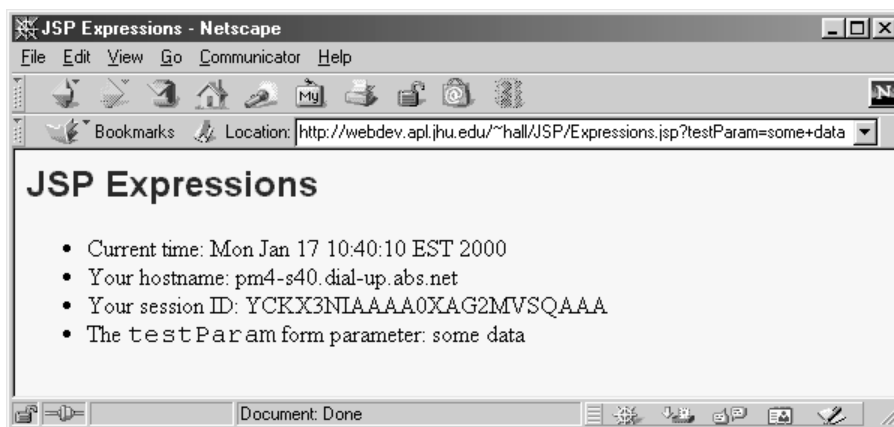 JSP Expressions - Netscape
File Edit View Go Communicator Help
My
N
Bookmarks Location: http://webdev.apl.jhu.edu/~hall/JSP/Expressions.jsp?testParam=some+data
JSP Expressions
• Current time: Mon Jan 17 10:40:10 EST 2000
• Your hostname: pm4-s40.dial-up.abs.net
• Your session ID: YCKX3NIAAAA0XAG2MVSQAAA
• The testParam form parameter: some data
Document: Done